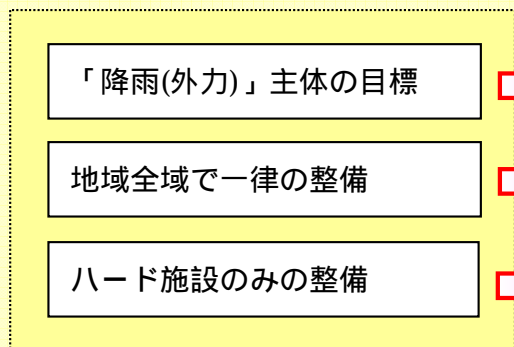 「降雨(外力)」主体の目標
地域全域で一律の整備
ハード施設のみの整備